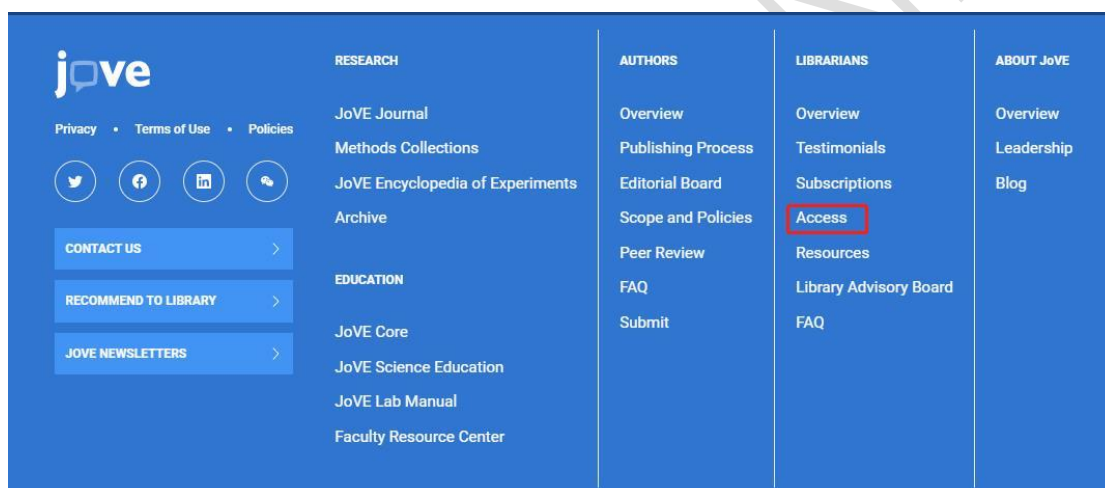 jove
Privacy • Terms of Use • Policies
CONTACT US
RECOMMEND TO LIBRARY
JOVE NEWSLETTERS
RESEARCH
JoVE Journal
Methods Collections
JoVE Encyclopedia of Experiments
Archive
EDUCATION
JoVE Core
JoVE Science Education
JoVE Lab Manual
Faculty Resource Center
AUTHORS
Overview
Publishing Process
Editorial Board
Scope and Policies
Peer Review
FAQ
Submit
LIBRARIANS
Overview
Testimonials
Subscriptions
Access
Resources
Library Advisory Board
FAQ
ABOUT JoVE
Overview
Leadership
Blog